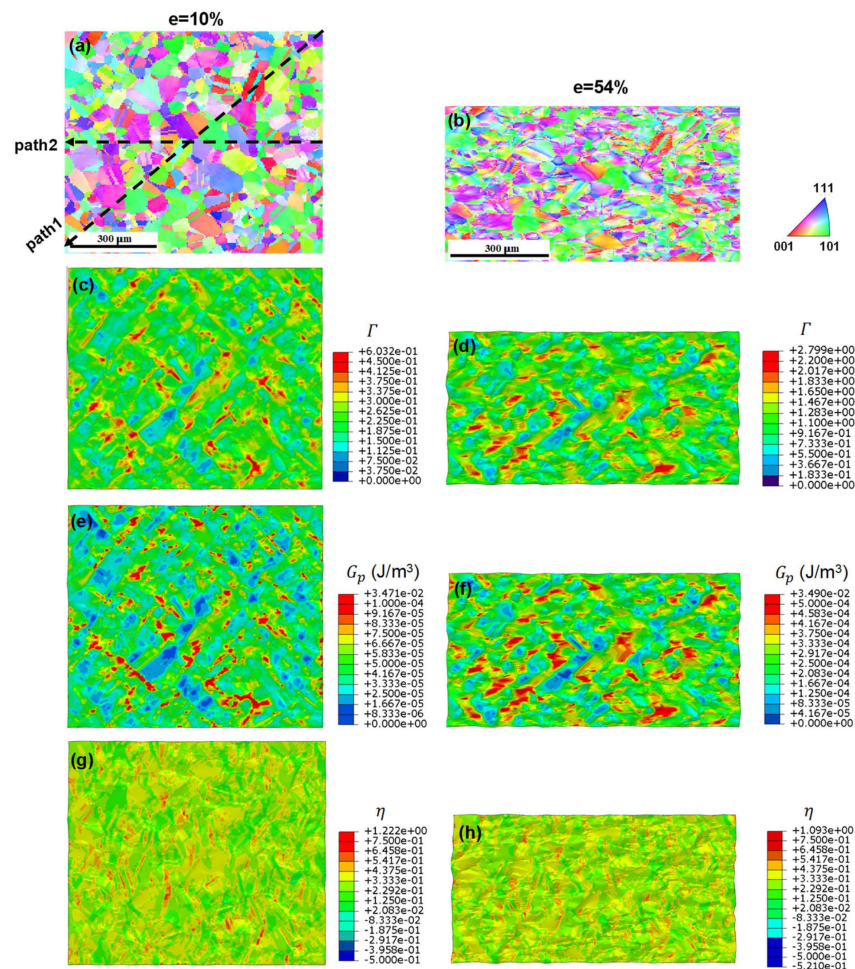 e=10%
(a)
path2
path1
300 μm
e=54%
(b)
300 μm
111
001
101
(c)
Γ
+6.032e-01
+4.500e-01
+4.125e-01
+3.750e-01
+3.375e-01
+3.000e-01
+2.625e-01
+2.250e-01
+1.875e-01
+1.500e-01
+1.125e-01
+7.500e-02
+3.750e-02
+0.000e+00
(d)
Γ
+2.799e+00
+2.200e+00
+2.017e+00
+1.833e+00
+1.650e+00
+1.467e+00
+1.283e+00
+1.100e+00
+9.167e-01
+7.333e-01
+5.500e-01
+3.667e-01
+1.833e-01
+0.000e+00
(e)
Gp (J/m³)
+3.471e-02
+1.000e-04
+9.167e-05
+8.333e-05
+7.500e-05
+6.667e-05
+5.833e-05
+5.000e-05
+4.167e-05
+3.333e-05
+2.500e-05
+1.667e-05
+8.333e-06
+0.000e+00
(f)
Gp (J/m³)
+3.490e-02
+5.000e-04
+4.583e-04
+4.167e-04
+3.750e-04
+3.333e-04
+2.917e-04
+2.500e-04
+2.083e-04
+1.667e-04
+1.250e-04
+8.333e-05
+4.167e-05
+0.000e+00
(g)
η
+1.222e+00
+7.500e-01
+6.458e-01
+5.417e-01
+4.375e-01
+3.333e-01
+2.292e-01
+1.250e-01
+2.083e-02
-8.333e-02
-1.875e-01
-2.917e-01
-3.958e-01
-5.000e-01
(h)
η
+1.093e+00
+7.500e-01
+6.458e-01
+5.417e-01
+4.375e-01
+3.333e-01
+2.292e-01
+1.250e-01
+2.083e-02
-8.333e-02
-1.875e-01
-2.917e-01
-3.958e-01
-5.210e-01